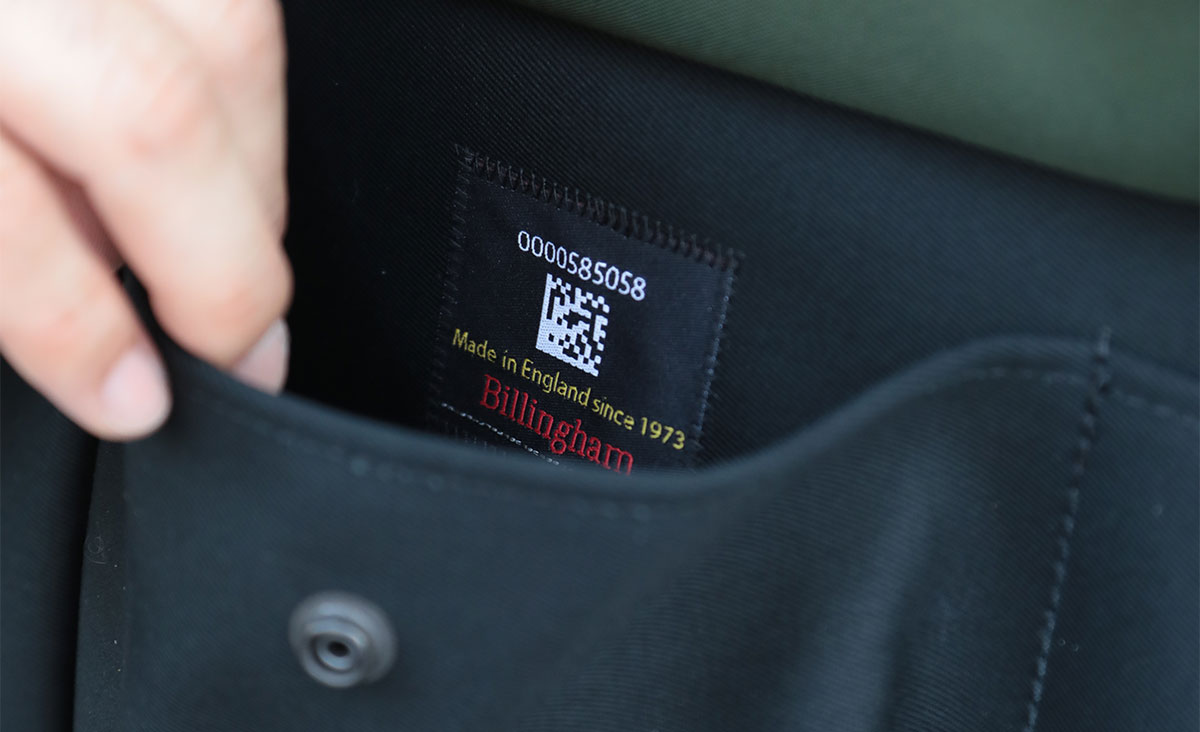 0000585058
Made in England since 1973
Billingham